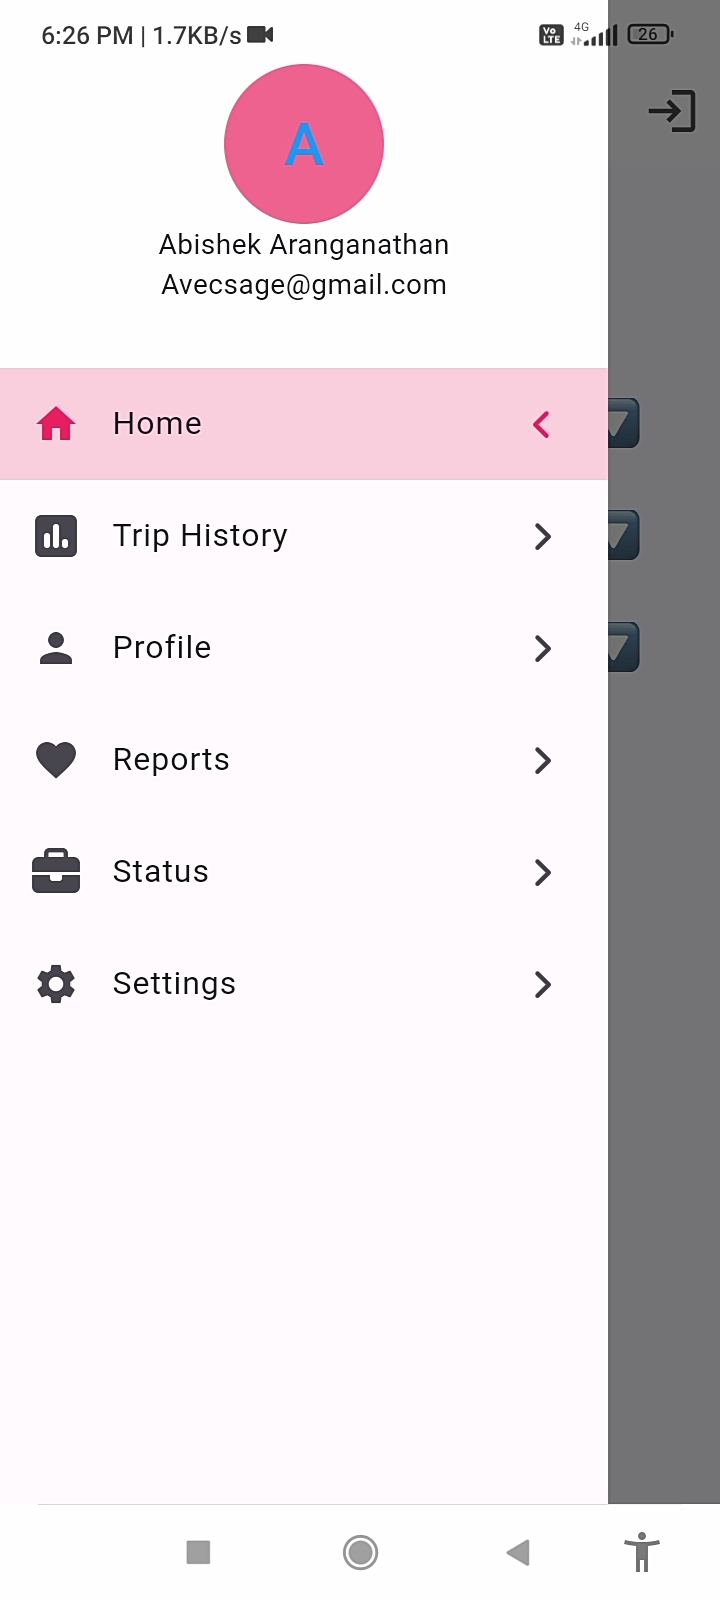 6:26 PM | 1.7KB/s Vo LTE 4G 26
A
Abishek Aranganathan
Avecsage@gmail.com
Home
Trip History
Profile
Reports
Status
Settings